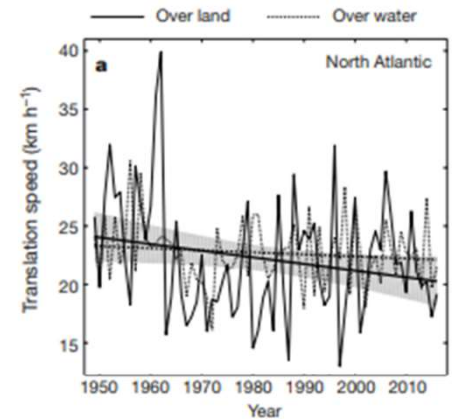 Over land Over water
a North Atlantic
Translation speed (km h⁻¹)
40
35
30
25
20
15
1950 1960 1970 1980 1990 2000 2010
Year